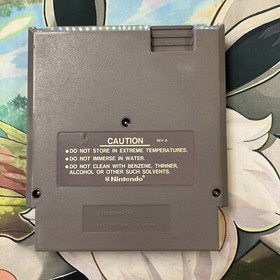 CAUTION REV-A
• DO NOT STORE IN EXTREME TEMPERATURES.
• DO NOT IMMERSE IN WATER.
• DO NOT CLEAN WITH BENZENE, THINNER,
ALCOHOL OR OTHER SUCH SOLVENTS.
Nintendo®